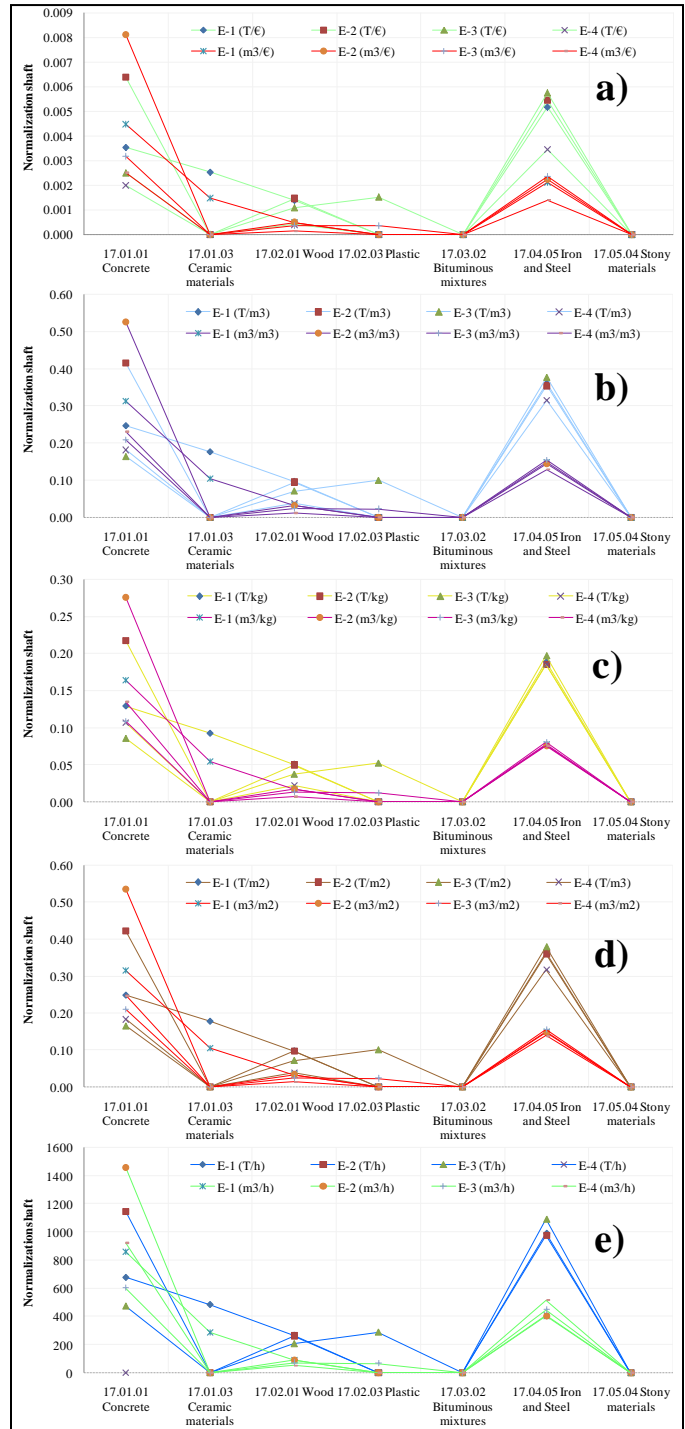 E-1 (T/€) E-2 (T/€) E-3 (T/€) E-4 (T/€)
E-1 (m3/€) E-2 (m3/€) E-3 (m3/€) E-4 (m3/€)
a)
Normalization shaft
0.009
0.008
0.007
0.006
0.005
0.004
0.003
0.002
0.001
0.000
17.01.01 17.01.03 17.02.01 Wood 17.02.03 Plastic 17.03.02 17.04.05 Iron 17.05.04 Stony
Concrete Ceramic Bituminous and Steel materials
materials mixtures
E-1 (T/m3) E-2 (T/m3) E-3 (T/m3) E-4 (T/m3)
E-1 (m3/m3) E-2 (m3/m3) E-3 (m3/m3) E-4 (m3/m3)
b)
Normalization shaft
0.60
0.50
0.40
0.30
0.20
0.10
0.00
17.01.01 17.01.03 17.02.01 Wood 17.02.03 Plastic 17.03.02 17.04.05 Iron 17.05.04 Stony
Concrete Ceramic Bituminous and Steel materials
materials mixtures
E-1 (T/kg) E-2 (T/kg) E-3 (T/kg) E-4 (T/kg)
E-1 (m3/kg) E-2 (m3/kg) E-3 (m3/kg) E-4 (m3/kg)
c)
Normalization shaft
0.30
0.25
0.20
0.15
0.10
0.05
0.00
17.01.01 17.01.03 17.02.01 Wood 17.02.03 Plastic 17.03.02 17.04.05 Iron 17.05.04 Stony
Concrete Ceramic Bituminous and Steel materials
materials mixtures
E-1 (T/m2) E-2 (T/m2) E-3 (T/m2) E-4 (T/m3)
E-1 (m3/m2) E-2 (m3/m2) E-3 (m3/m2) E-4 (m3/m2)
d)
Normalization shaft
0.60
0.50
0.40
0.30
0.20
0.10
0.00
17.01.01 17.01.03 17.02.01 Wood 17.02.03 Plastic 17.03.02 17.04.05 Iron 17.05.04 Stony
Concrete Ceramic Bituminous and Steel materials
materials mixtures
E-1 (T/h) E-2 (T/h) E-3 (T/h) E-4 (T/h)
E-1 (m3/h) E-2 (m3/h) E-3 (m3/h) E-4 (m3/h)
e)
Normalization shaft
1600
1400
1200
1000
800
600
400
200
0
17.01.01 17.01.03 17.02.01 Wood 17.02.03 Plastic 17.03.02 17.04.05 Iron 17.05.04 Stony
Concrete Ceramic Bituminous and Steel materials
materials mixtures